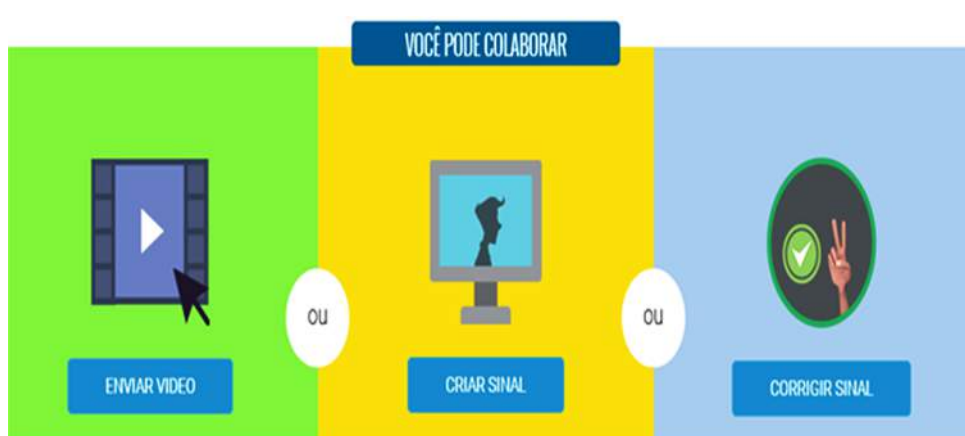 VOCÊ PODE COLABORAR
ou
ou
ENVIAR VIDEO
CRIAR SINAL
CORRIGIR SINAL